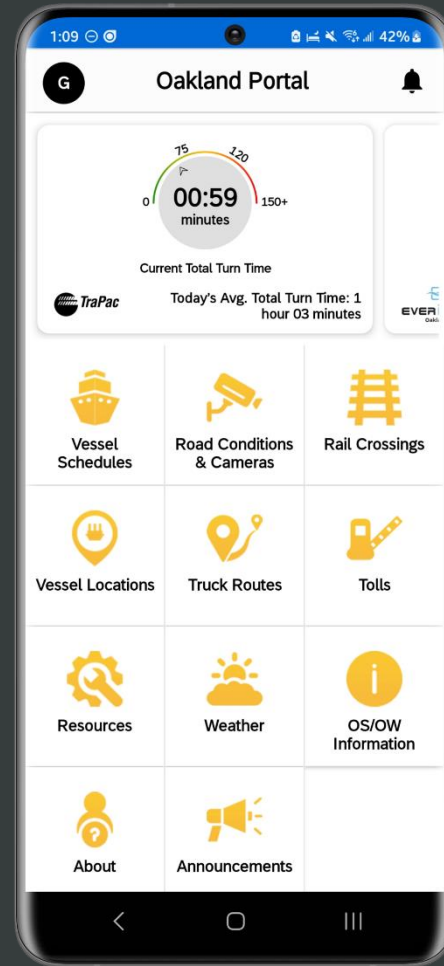 1:09
42%
G
Oakland Portal
75
120
0
150+
00:59
minutes
Current Total Turn Time
TraPac
Today's Avg. Total Turn Time: 1
hour 03 minutes
EVER
Vessel
Schedules
Road Conditions
& Cameras
Rail Crossings
Vessel Locations
Truck Routes
Tolls
Resources
Weather
i
OS/OW
Information
?
About
Announcements